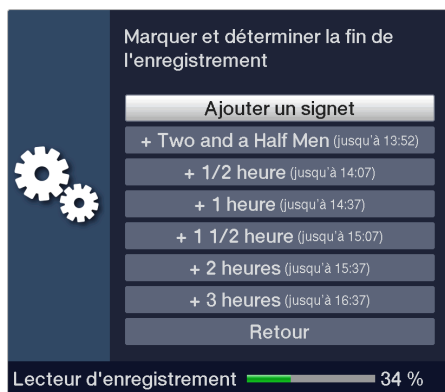 Marquer et déterminer la fin de
l'enregistrement
Ajouter un signet
+ Two and a Half Men (jusqu'à 13:52)
+ 1/2 heure (jusqu'à 14:07)
+ 1 heure (jusqu'à 14:37)
+ 1 1/2 heure (jusqu'à 15:07)
+ 2 heures (jusqu'à 15:37)
+ 3 heures (jusqu'à 16:37)
Retour
Lecteur d'enregistrement 34 %